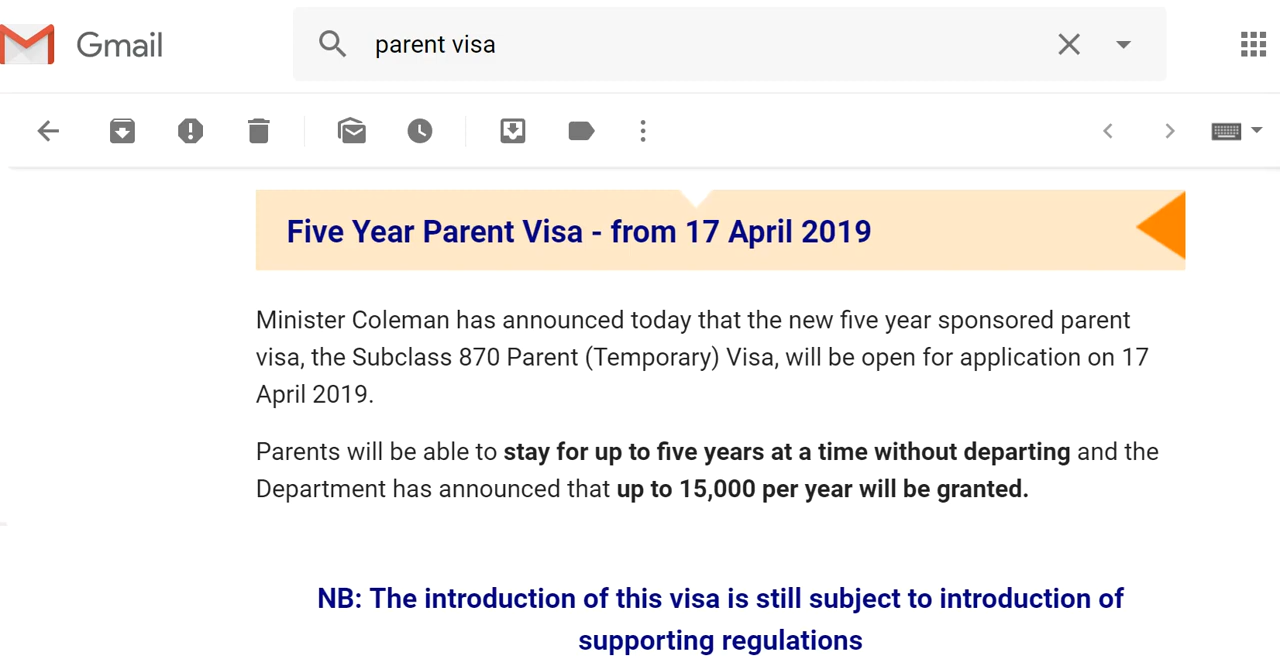 Gmail
parent visa
Five Year Parent Visa - from 17 April 2019
Minister Coleman has announced today that the new five year sponsored parent
visa, the Subclass 870 Parent (Temporary) Visa, will be open for application on 17
April 2019.
Parents will be able to stay for up to five years at a time without departing and the
Department has announced that up to 15,000 per year will be granted.
NB: The introduction of this visa is still subject to introduction of
supporting regulations